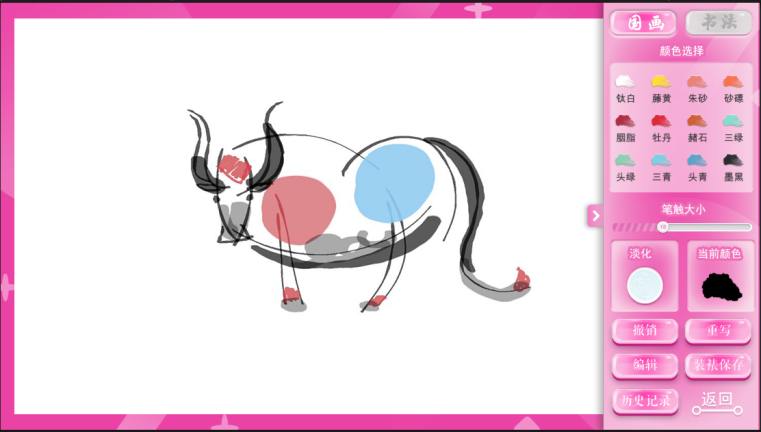 国画 书法
颜色选择
钛白 藤黄 朱砂 砂磦
胭脂 牡丹 赭石 三绿
头绿 三青 头青 墨黑
笔触大小
淡化 当前颜色
撤销 重写
编辑 装裱保存
历史记录 返回